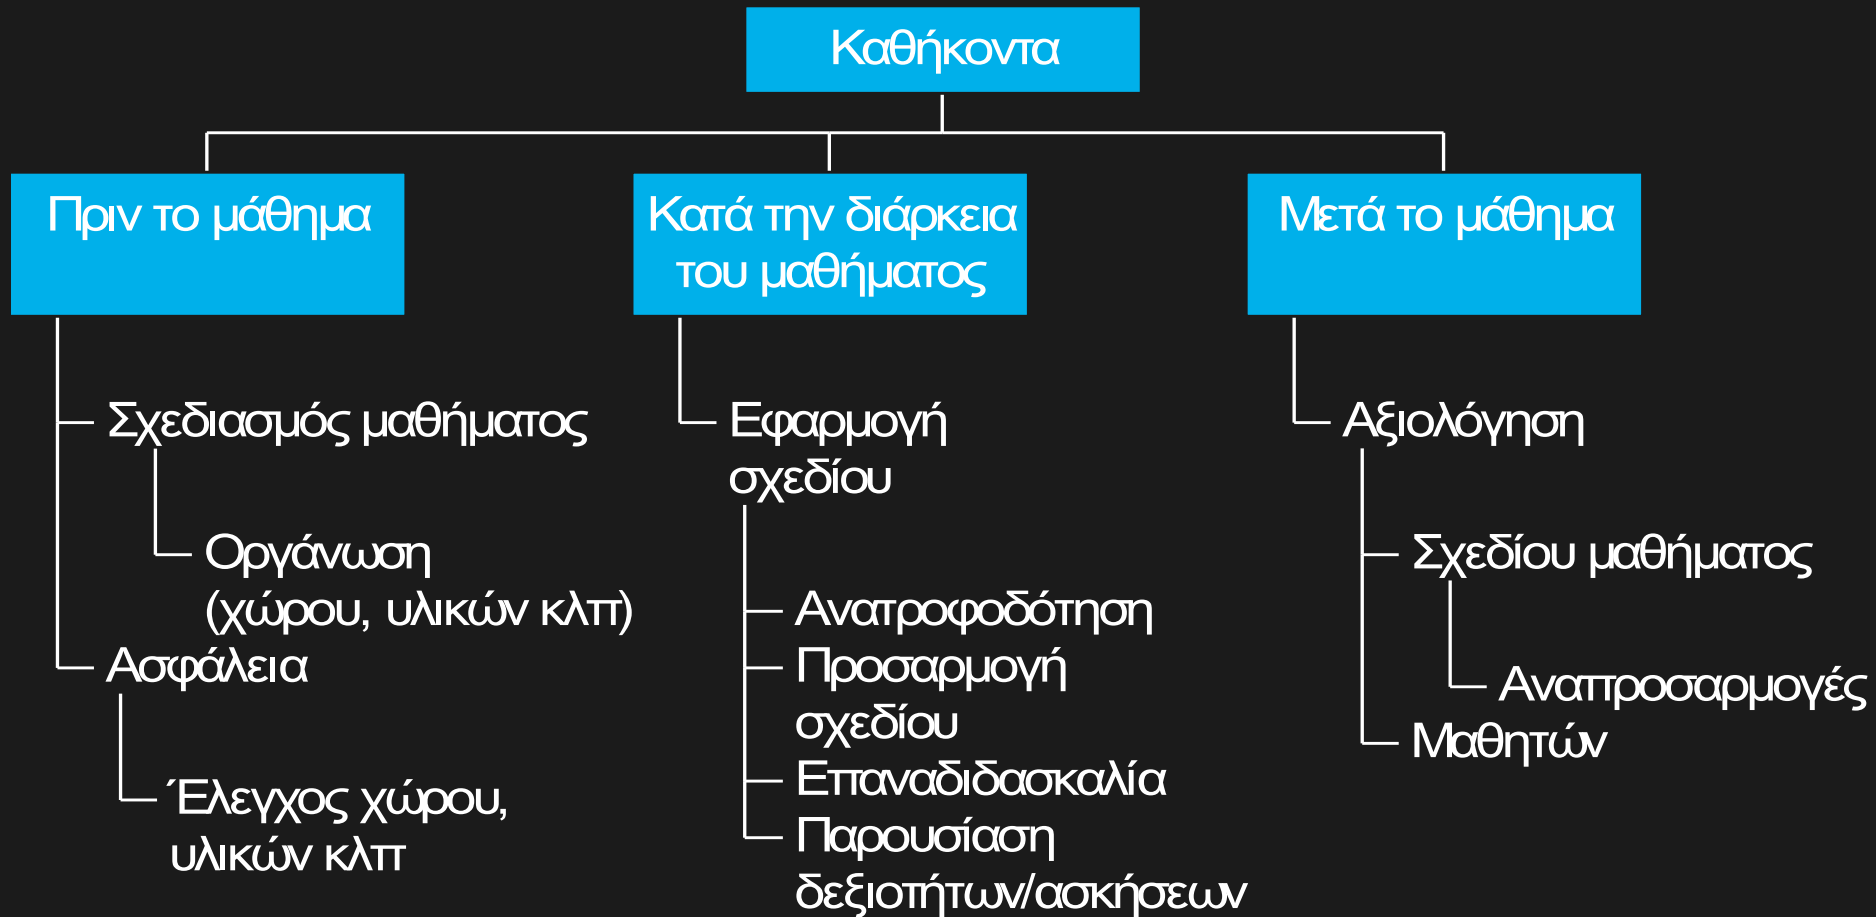 Καθήκοντα
Πριν το μάθημα
Σχεδιασμός μαθήματος
Οργάνωση
(χώρου, υλικών κλπ)
Ασφάλεια
Έλεγχος χώρου,
υλικών κλπ
Κατά την διάρκεια
του μαθήματος
Εφαρμογή
σχεδίου
Ανατροφοδότηση
Προσαρμογή
σχεδίου
Επαναδιδασκαλία
Παρουσίαση
δεξιοτήτων/ασκήσεων
Μετά το μάθημα
Αξιολόγηση
Σχεδίου μαθήματος
Αναπροσαρμογές
Μαθητών